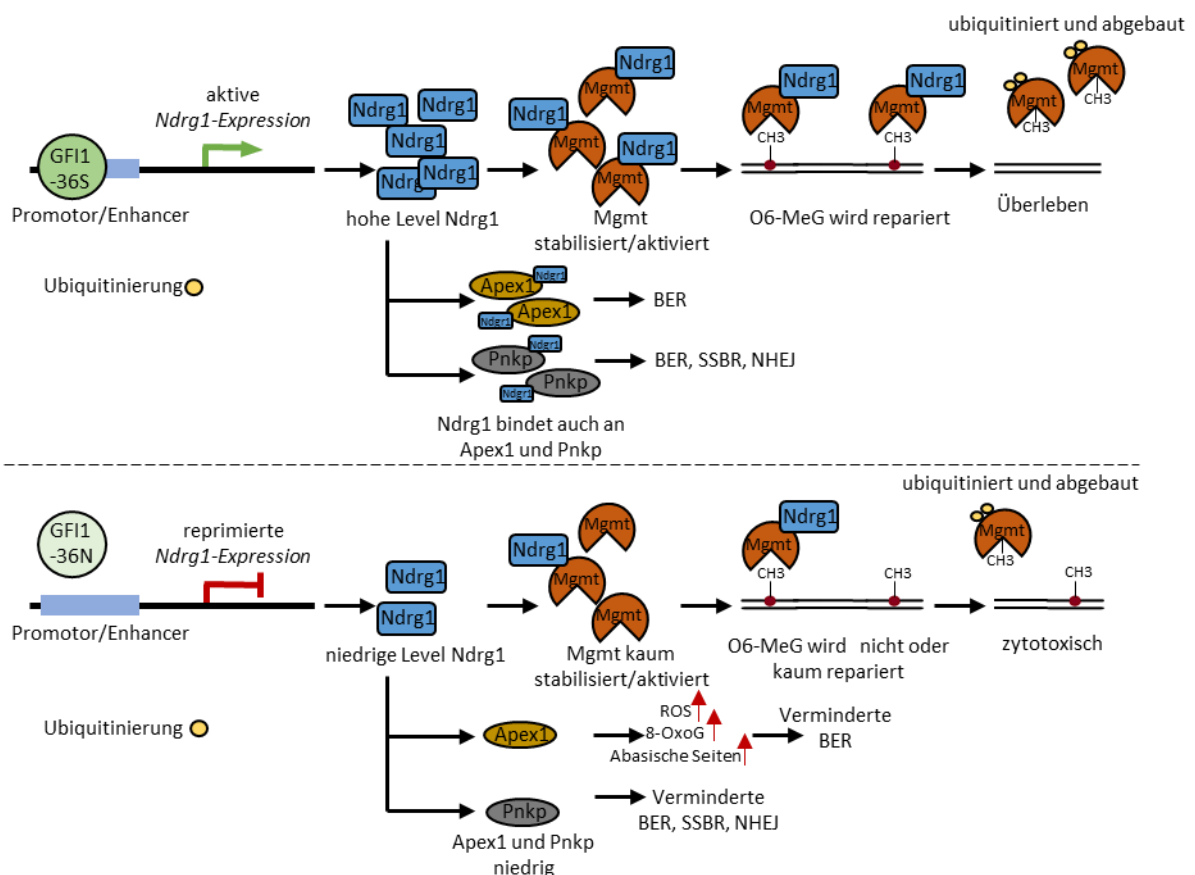 ubiquitiniert und abgebaut
aktive
Ndrg1-Expression
GFI1
-36S
Promotor/Enhancer
Ndrg1
Ndrg1
Ndrg1
Ndrg1
Ndrg1
hohe Level Ndrg1
Ndrg1
Mgmt
Ndrg1
Mgmt
Ndrg1
Mgmt
Mgmt
stabilisiert/aktiviert
Ndrg1
Mgmt
CH3
Ndrg1
Mgmt
CH3
O6-MeG wird repariert
Mgmt
CH3
Mgmt
CH3
Überleben
Ubiquitinierung
Ndgr1
Apex1
Apex1
Ndgr1
BER
Ndgr1
Pnkp
Pnkp
Ndgr1
BER, SSBR, NHEJ
Ndrg1 bindet auch an
Apex1 und Pnkp
ubiquitiniert und abgebaut
GFI1
-36N
reprimierte
Ndrg1-Expression
Promotor/Enhancer
Ndrg1
Ndrg1
niedrige Level Ndrg1
Mgmt
Ndrg1
Mgmt
Mgmt
Mgmt kaum
stabilisiert/aktiviert
Ndrg1
Mgmt
CH3
CH3
O6-MeG wird nicht oder
kaum repariert
Mgmt
CH3
CH3
zytotoxisch
Ubiquitinierung
Apex1
ROS
8-OxoG
Abasische Seiten
Verminderte
BER
Pnkp
Verminderte
BER, SSBR, NHEJ
Apex1 und Pnkp
niedrig